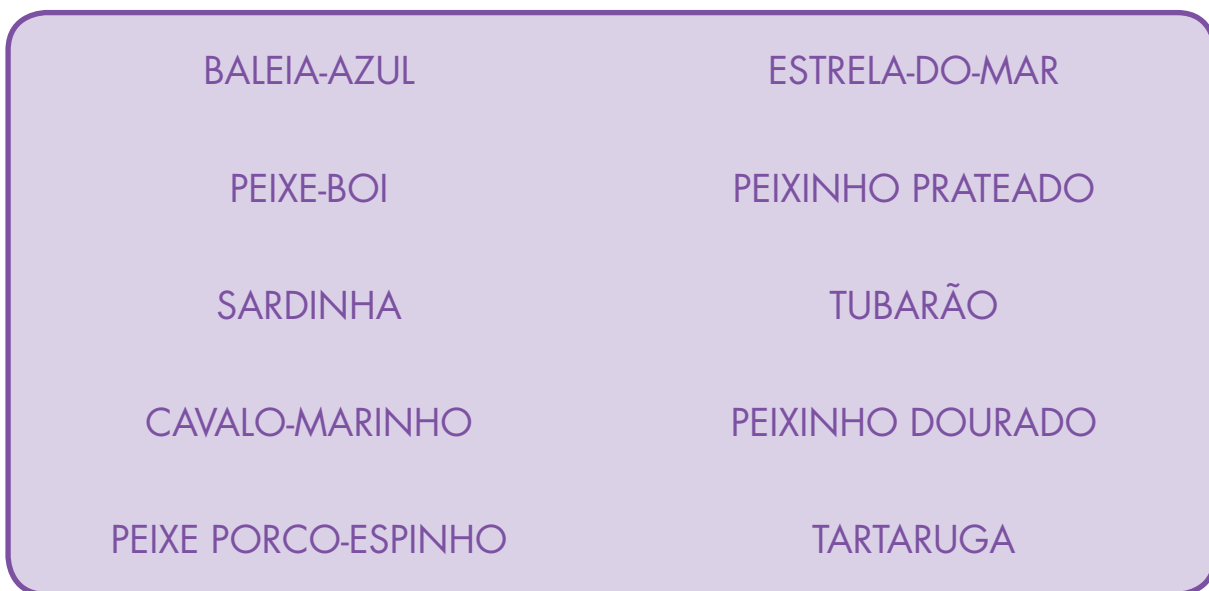 BALEIA-AZUL
ESTRELA-DO-MAR
PEIXE-BOI
PEIXINHO PRATEADO
SARDINHA
TUBARÃO
CAVALO-MARINHO
PEIXINHO DOURADO
PEIXE PORCO-ESPINHO
TARTARUGA